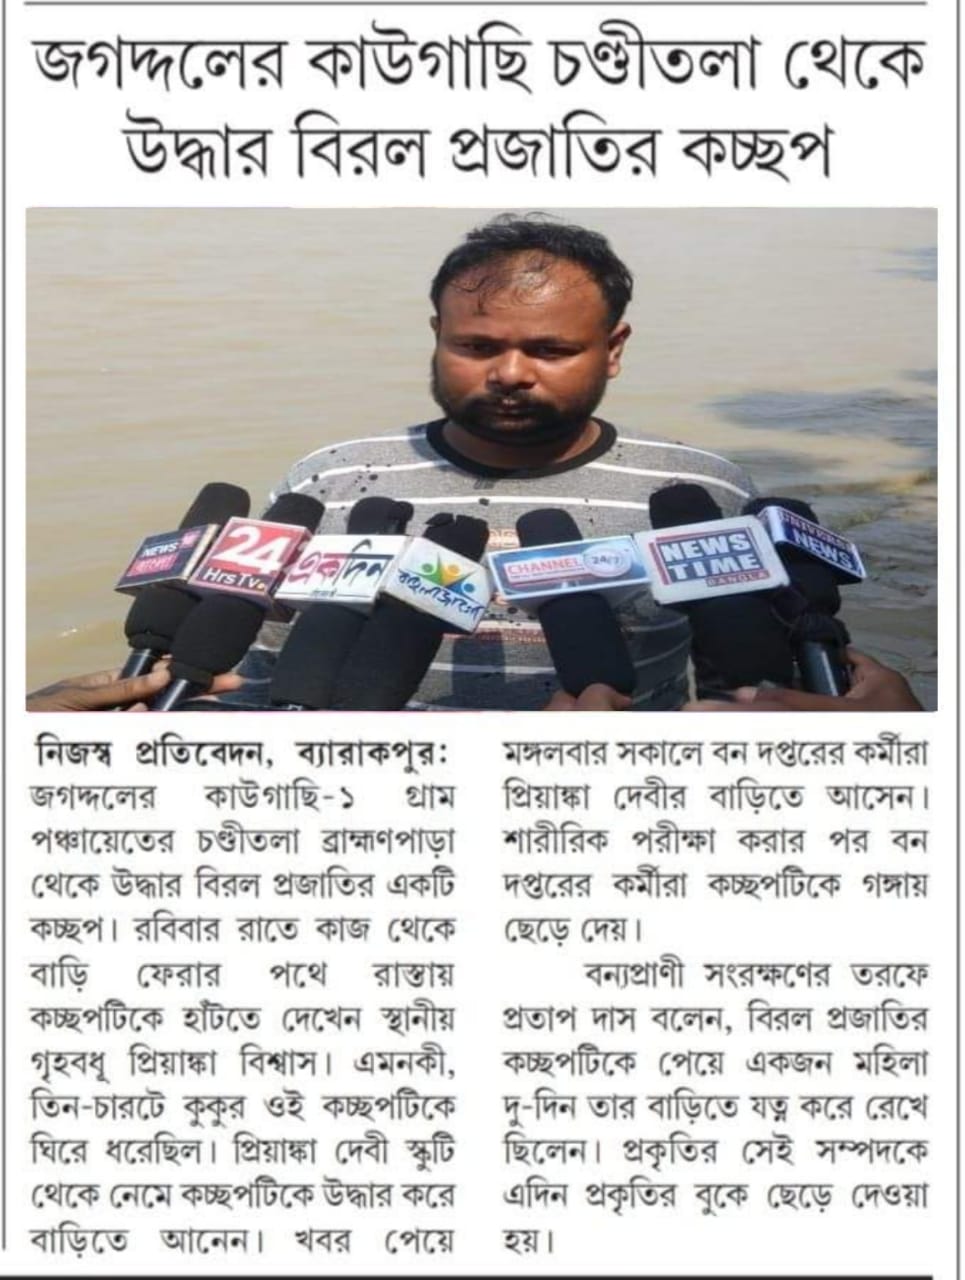 জগদ্দলের কাউগাছি চণ্ডীতলা থেকে
উদ্ধার বিরল প্রজাতির কচ্ছপ
NEWS
বাংলা
24
HrsTv
একদিন
CHANNEL 24/7
NEWS
TIME
BANGLA
UNIVERSAL
NEWS
নিজস্ব প্রতিবেদন, ব্যারাকপুর:
জগদ্দলের কাউগাছি-১ গ্রাম
পঞ্চায়েতের চণ্ডীতলা ব্রাহ্মণপাড়া
থেকে উদ্ধার বিরল প্রজাতির একটি
কচ্ছপ। রবিবার রাতে কাজ থেকে
বাড়ি ফেরার পথে রাস্তায়
কচ্ছপটিকে হাঁটতে দেখেন স্থানীয়
গৃহবধূ প্রিয়াঙ্কা বিশ্বাস। এমনকী,
তিন-চারটে কুকুর ওই কচ্ছপটিকে
ঘিরে ধরেছিল। প্রিয়াঙ্কা দেবী স্কুটি
থেকে নেমে কচ্ছপটিকে উদ্ধার করে
বাড়িতে আনেন। খবর পেয়ে
মঙ্গলবার সকালে বন দপ্তরের কর্মীরা
প্রিয়াঙ্কা দেবীর বাড়িতে আসেন।
শারীরিক পরীক্ষা করার পর বন
দপ্তরের কর্মীরা কচ্ছপটিকে গঙ্গায়
ছেড়ে দেয়।
বন্যপ্রাণী সংরক্ষণের তরফে
প্রতাপ দাস বলেন, বিরল প্রজাতির
কচ্ছপটিকে পেয়ে একজন মহিলা
দু-দিন তার বাড়িতে যত্ন করে রেখে
ছিলেন। প্রকৃতির সেই সম্পদকে
এদিন প্রকৃতির বুকে ছেড়ে দেওয়া
হয়।